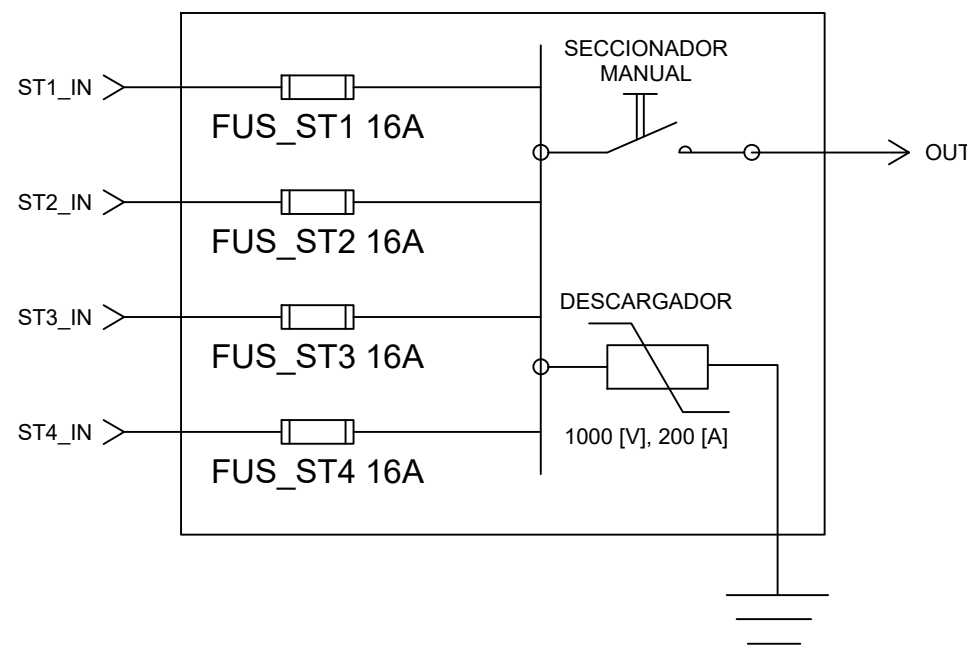 ST1_IN
FUS_ST1 16A
ST2_IN
FUS_ST2 16A
ST3_IN
FUS_ST3 16A
ST4_IN
FUS_ST4 16A
SECCIONADOR
MANUAL
OUT
DESCARGADOR
1000 [V], 200 [A]